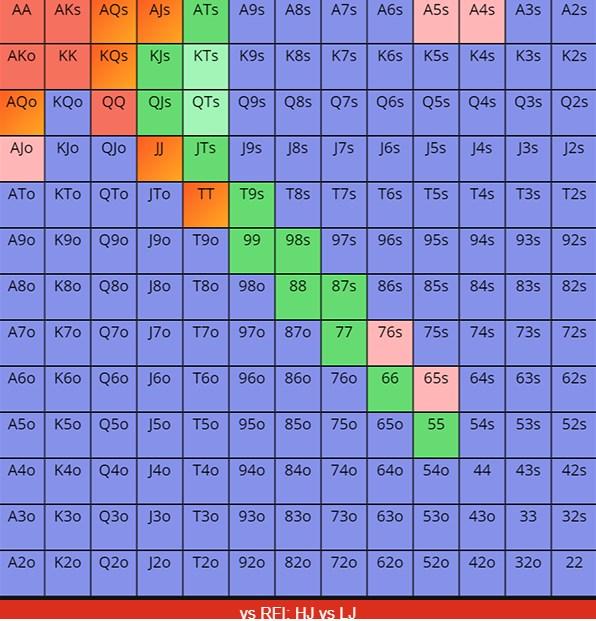 AA AKs AQs AJs ATs A9s A8s A7s A6s A5s A4s A3s A2s
AKo KK KQs KJs KTs K9s K8s K7s K6s K5s K4s K3s K2s
AQo KQo QQ QJs QTs Q9s Q8s Q7s Q6s Q5s Q4s Q3s Q2s
AJo KJo QJo JJ JTs J9s J8s J7s J6s J5s J4s J3s J2s
ATo KTo QTo JTo TT T9s T8s T7s T6s T5s T4s T3s T2s
A9o K9o Q9o J9o T9o 99 98s 97s 96s 95s 94s 93s 92s
A8o K8o Q8o J8o T8o 98o 88 87s 86s 85s 84s 83s 82s
A7o K7o Q7o J7o T7o 97o 87o 77 76s 75s 74s 73s 72s
A6o K6o Q6o J6o T6o 96o 86o 76o 66 65s 64s 63s 62s
A5o K5o Q5o J5o T5o 95o 85o 75o 65o 55 54s 53s 52s
A4o K4o Q4o J4o T4o 94o 84o 74o 64o 54o 44 43s 42s
A3o K3o Q3o J3o T3o 93o 83o 73o 63o 53o 43o 33 32s
A2o K2o Q2o J2o T2o 92o 82o 72o 62o 52o 42o 32o 22
vs RFI: HJ vs LJ